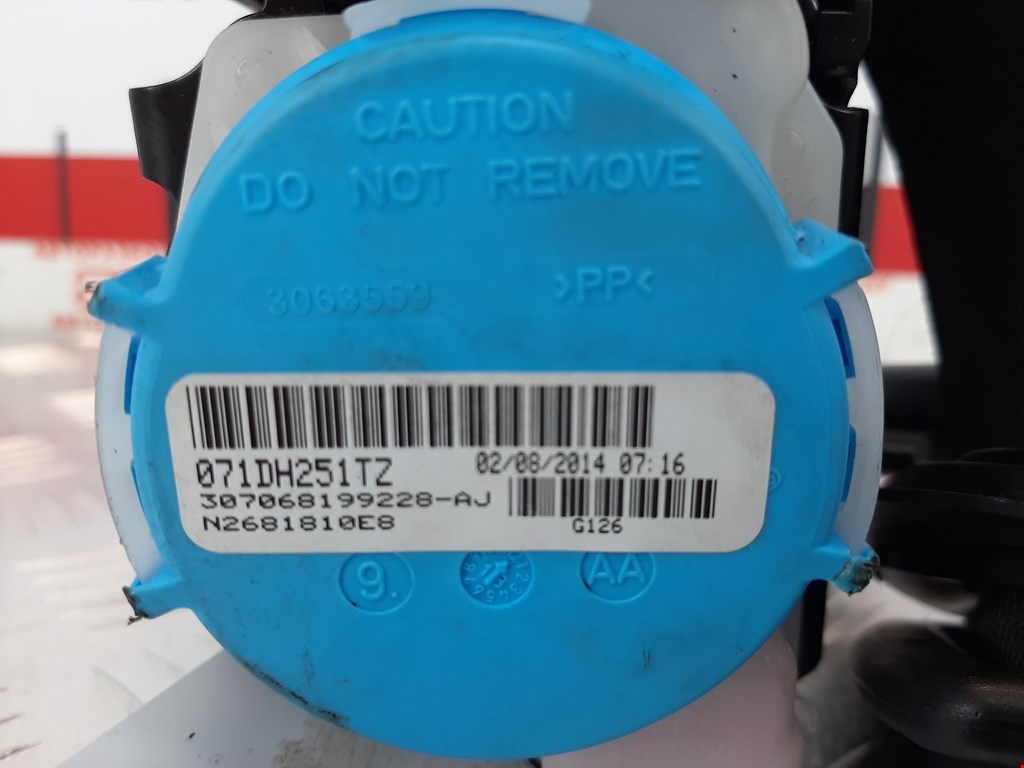 CAUTION
DO NOT REMOVE
3063559
>PP<
071DH251TZ
02/08/2014 07:16
307068199228-AJ
N2681810E8
G126
9.
AA